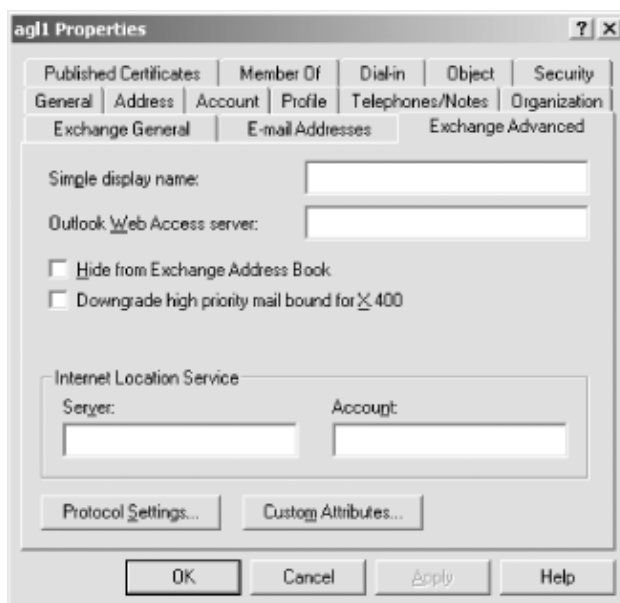 agl1 Properties ? X
Published Certificates Member Of Dial-in Object Security
General Address Account Profile Telephones/Notes Organization
Exchange General E-mail Addresses Exchange Advanced
Simple display name:
Outlook Web Access server:
Hide from Exchange Address Book
Downgrade high priority mail bound for X.400
Internet Location Service
Server: Account:
Protocol Settings... Custom Attributes...
OK Cancel Apply Help